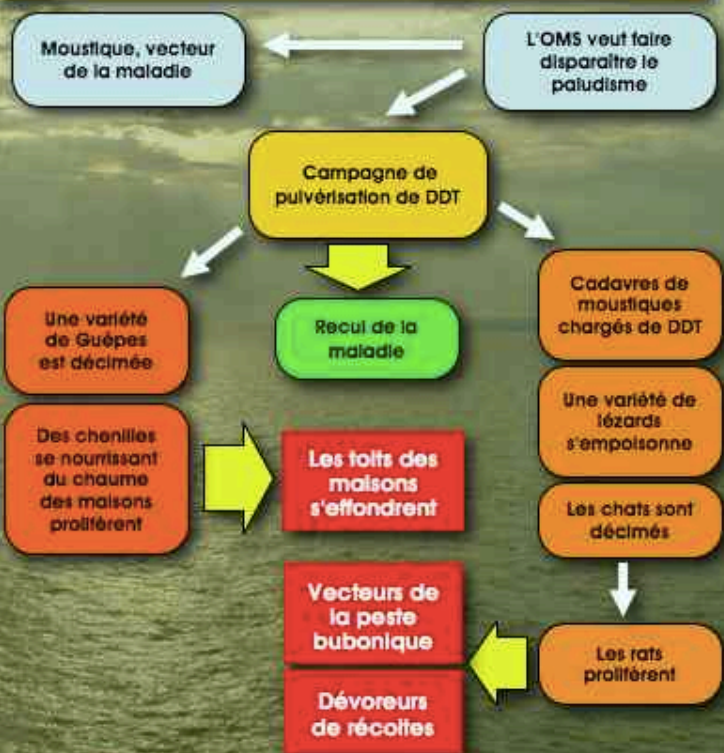 Moustique, vecteur
de la maladie
L'OMS veut faire
disparaître le
paludisme
Campagne de
pulvérisation de DDT
Une variété
de Guêpes
est décimée
Recul de la
maladie
Cadavres de
moustiques
chargés de DDT
Des chenilles
se nourrissant
du chaume
des maisons
prolifèrent
Les toits des
maisons
s'effondrent
Une variété de
lézards
s'empoisonne
Les chats sont
décimés
Vecteurs de
la peste
bubonique
Les rats
prolifèrent
Dévoreurs
de récoltes